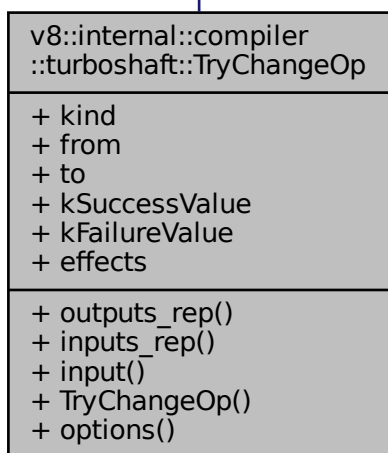 v8::internal::compiler
::turboshaft::TryChangeOp
+ kind
+ from
+ to
+ kSuccessValue
+ kFailureValue
+ effects
+ outputs_rep()
+ inputs_rep()
+ input()
+ TryChangeOp()
+ options()